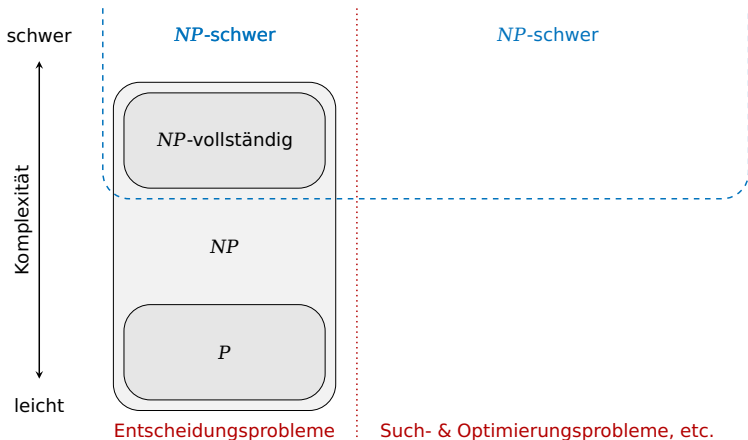 schwer
NP-schwer
NP-schwer
NP-vollständig
Komplexität
NP
P
leicht
Entscheidungsprobleme
Such- & Optimierungsprobleme, etc.